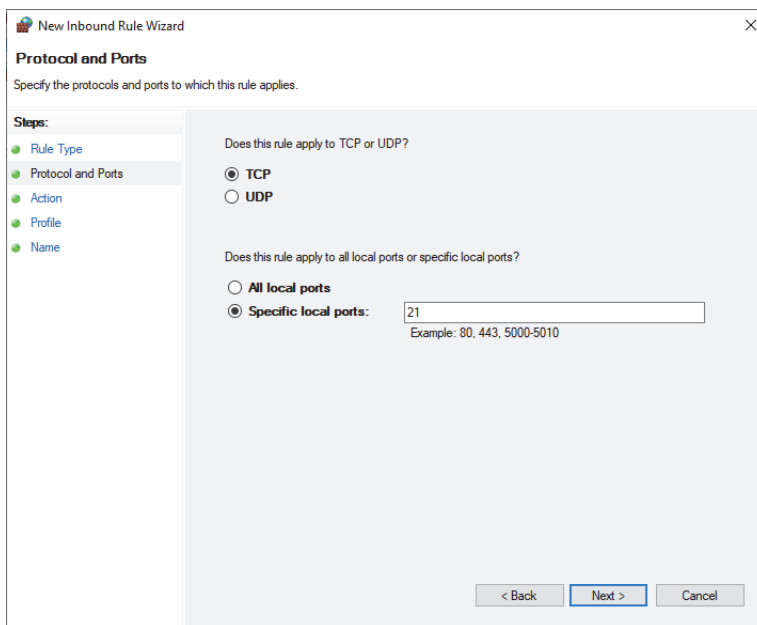 New Inbound Rule Wizard
Protocol and Ports
Specify the protocols and ports to which this rule applies.
Steps:
Rule Type
Protocol and Ports
Action
Profile
Name
Does this rule apply to TCP or UDP?
TCP
UDP
Does this rule apply to all local ports or specific local ports?
All local ports
Specific local ports:
21
Example: 80, 443, 5000-5010
< Back
Next >
Cancel